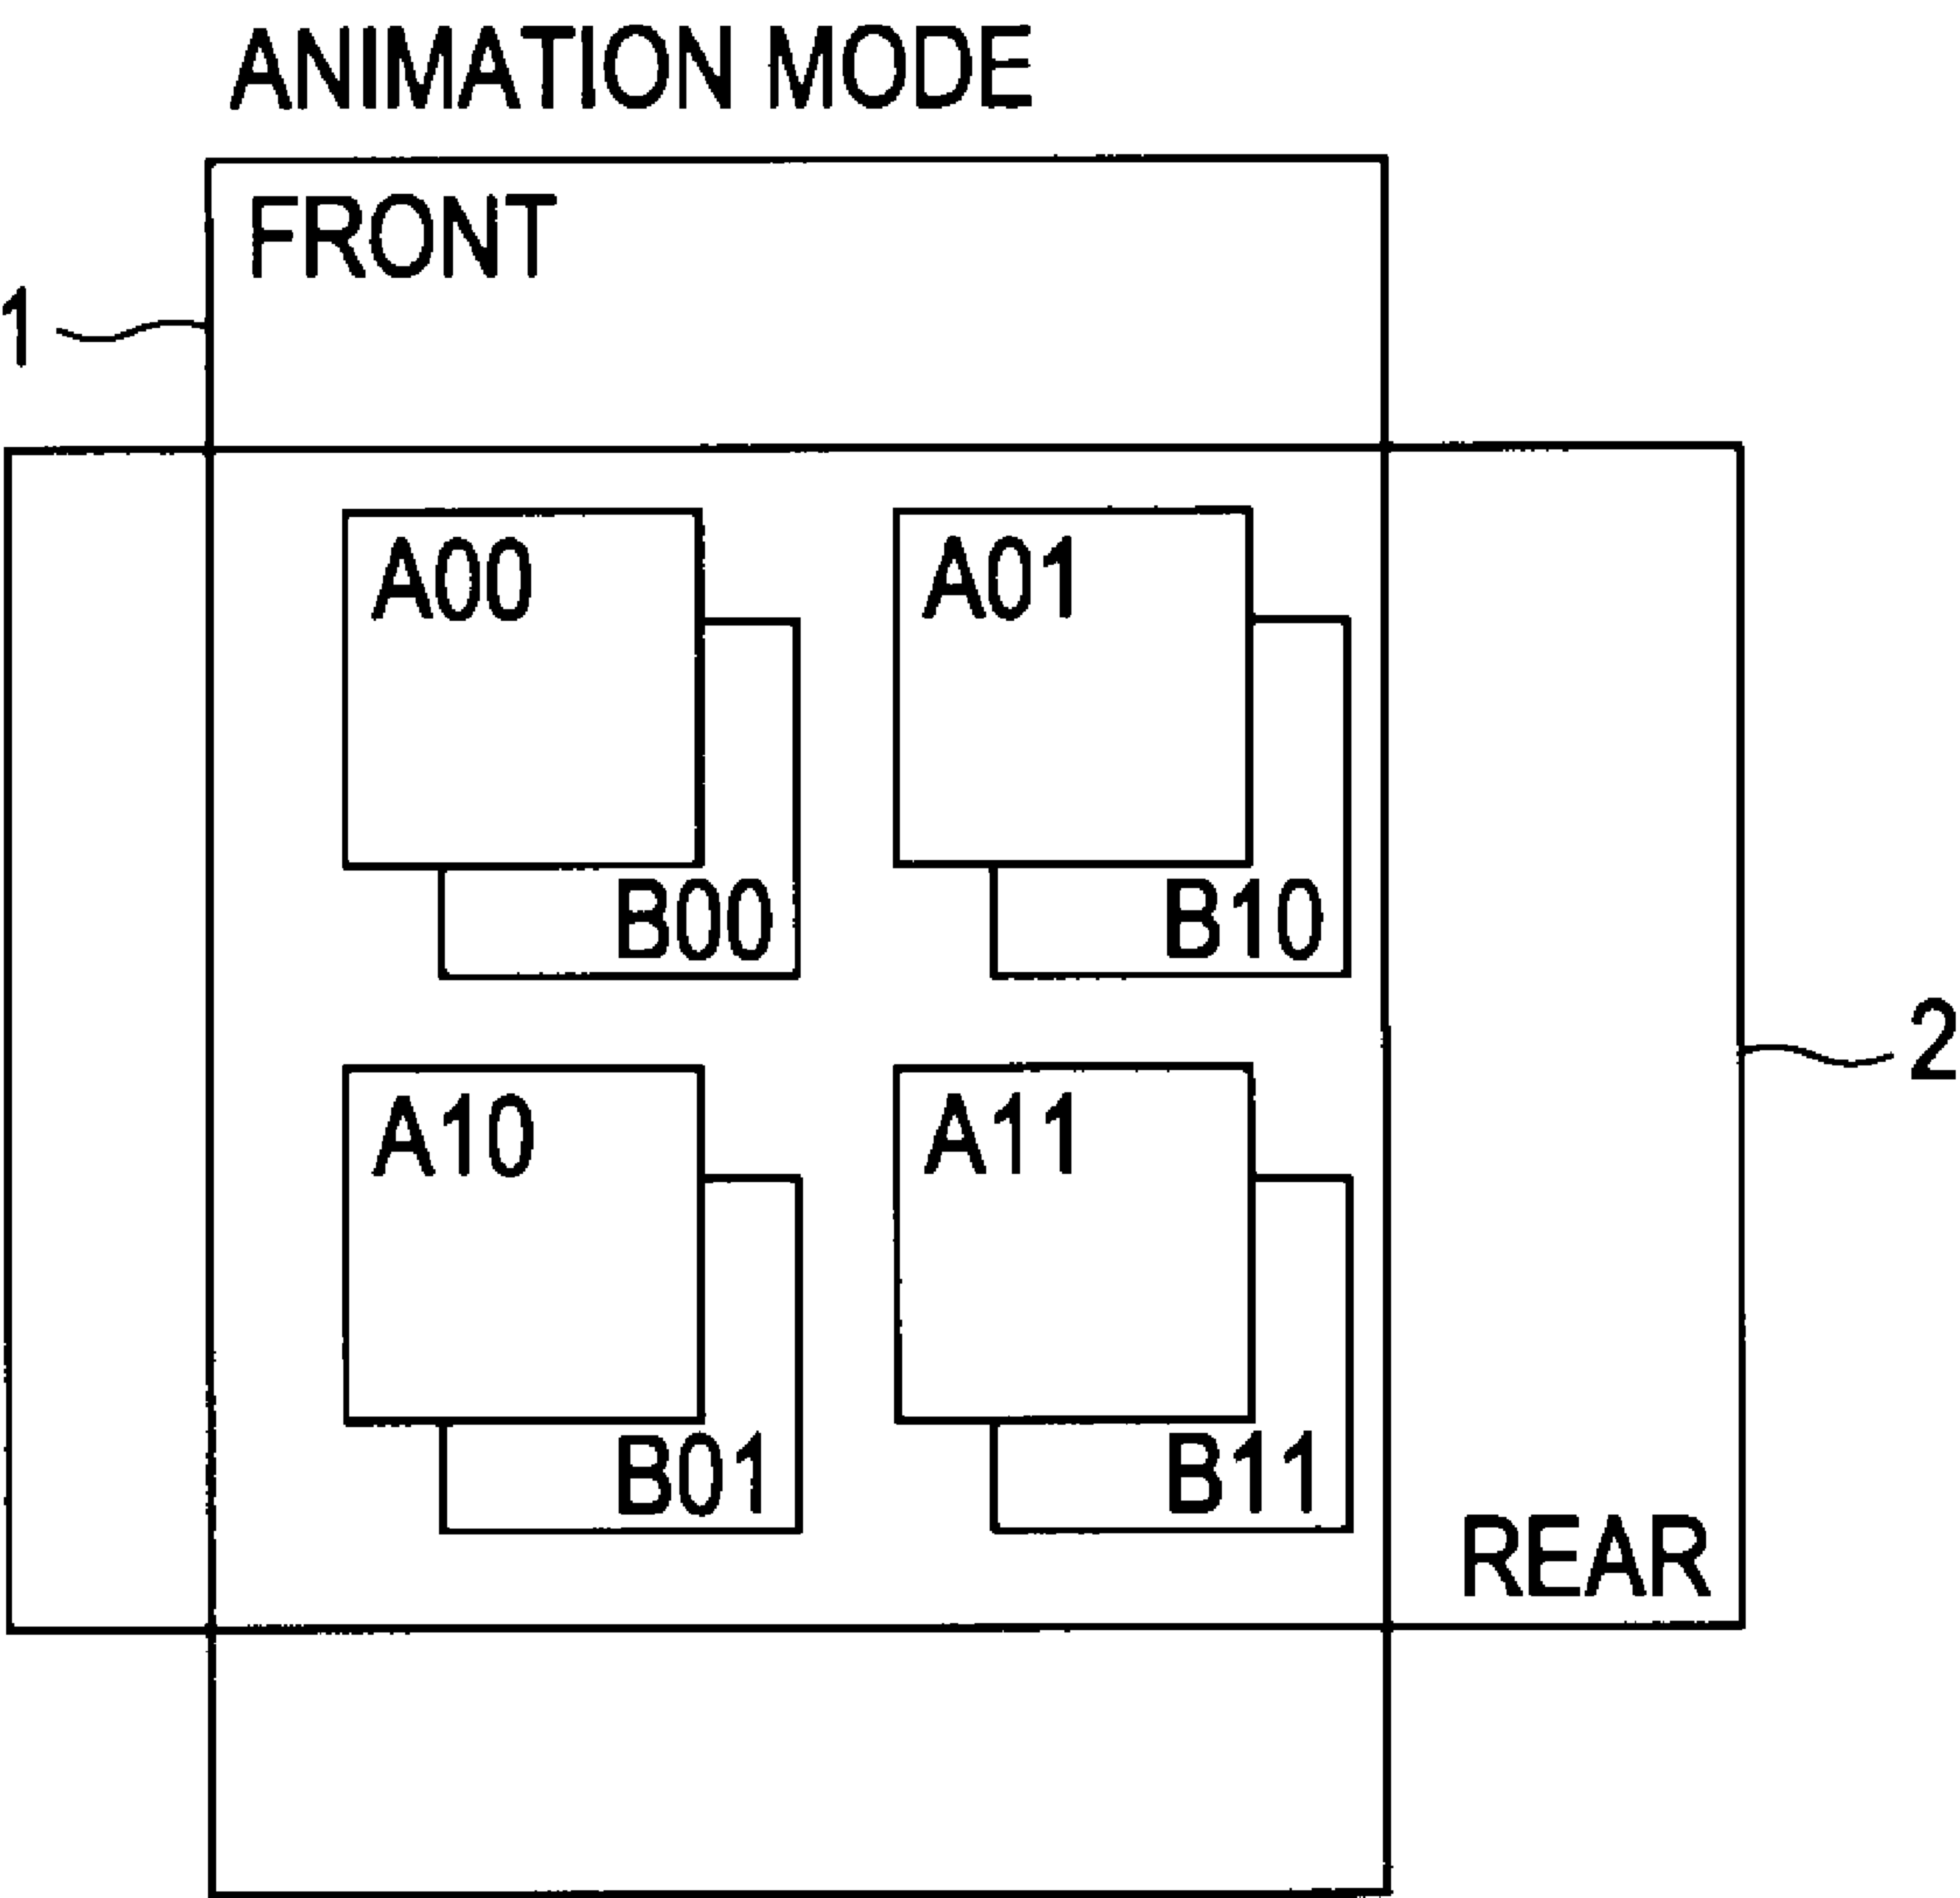 ANIMATION MODE
FRONT
1
A00
A01
B00
B10
2
A10
A11
B01
B11
REAR